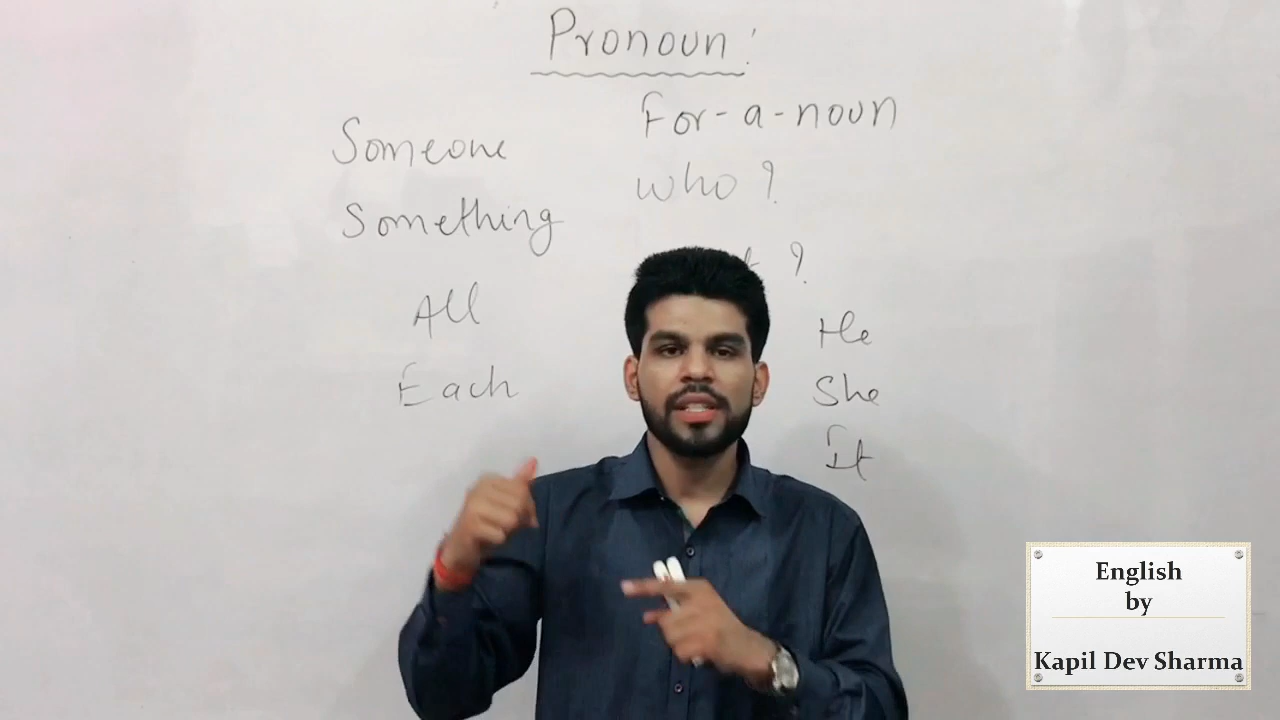 Pronoun:
For-a-noun
Someone
who?
Something
?
All
He
Each
She
It
English
by
Kapil Dev Sharma